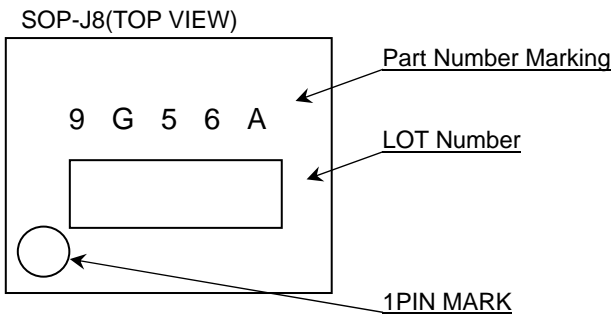 SOP-J8(TOP VIEW)
Part Number Marking
9 G 5 6 A
LOT Number
1PIN MARK